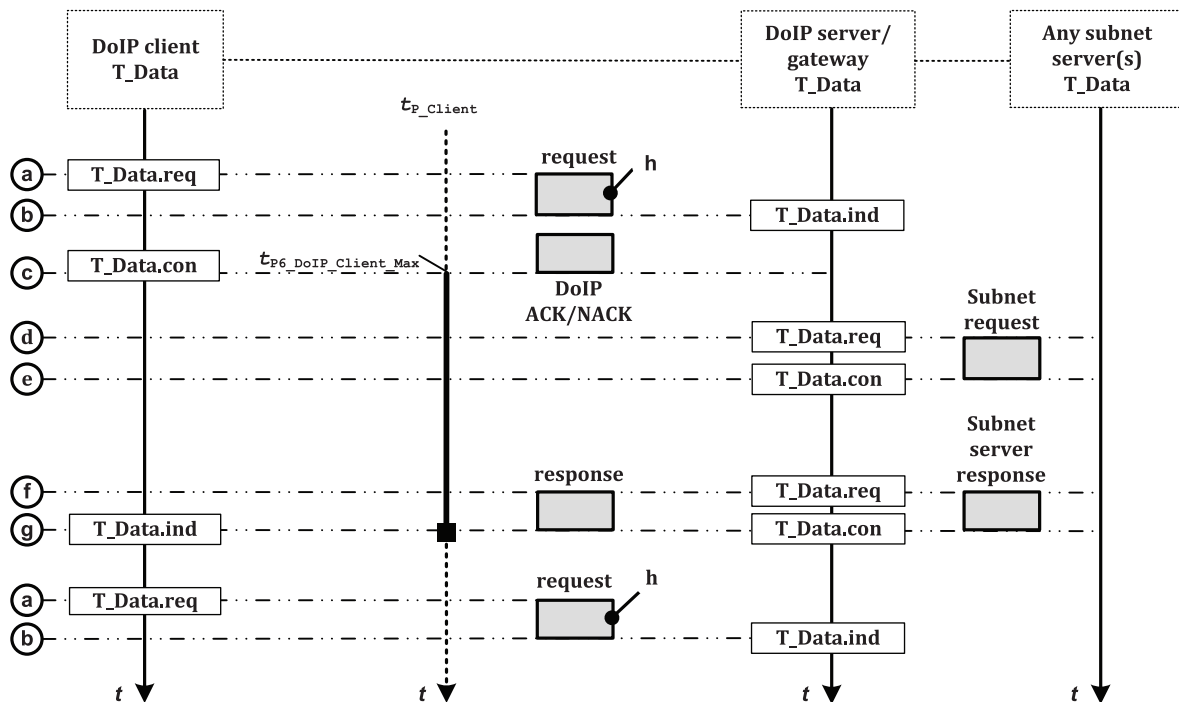 DoIP client
T_Data
DoIP server/
gateway
T_Data
Any subnet
server(s)
T_Data
tP_Client
a
T_Data.req
request
h
b
T_Data.ind
T_Data.con
tP6_DoIP_Client_Max
c
DoIP
ACK/NACK
Subnet
request
d
T_Data.req
e
T_Data.con
Subnet
server
response
response
f
T_Data.req
g
T_Data.ind
T_Data.con
a
T_Data.req
request
h
b
T_Data.ind
t
t
t
t